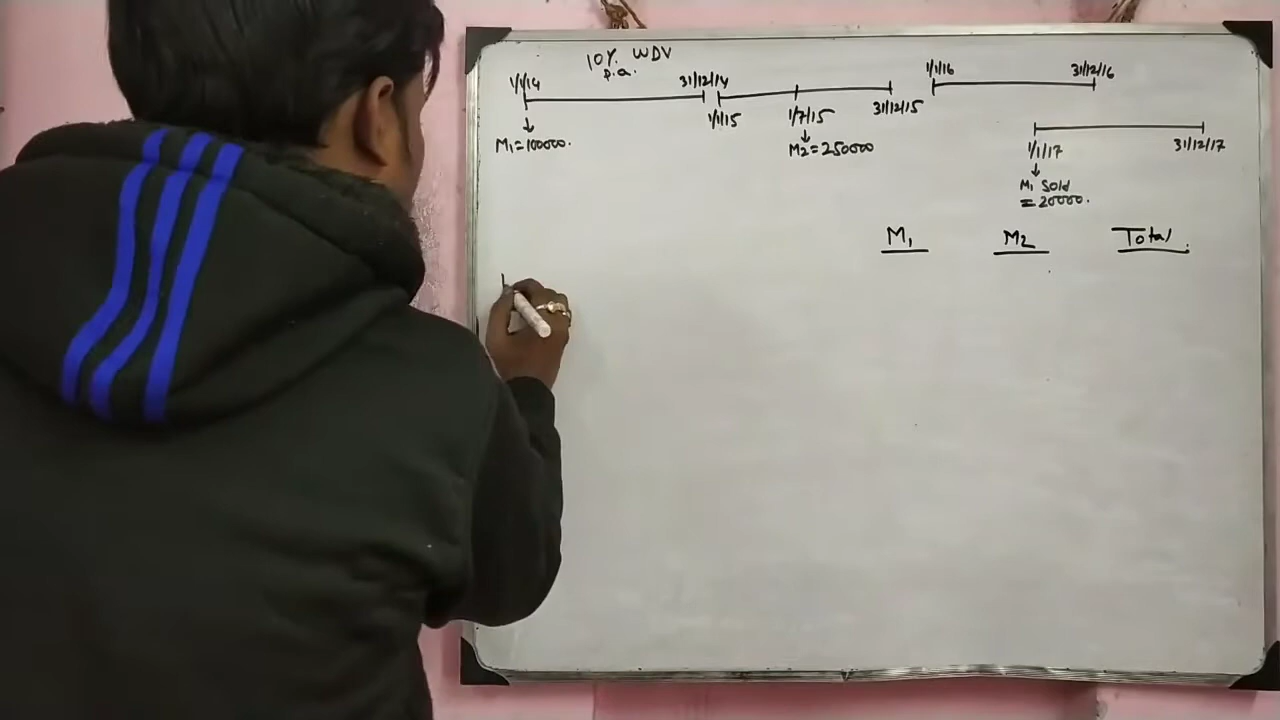 10% WDV
p.a.
1/1/14 31/12/14
1/1/15 1/7/15 31/12/15
1/1/16 31/12/16
M1 = 100000.
M2 = 250000
1/1/17 31/12/17
M1 Sold
= 20000.
M1 M2 Total.